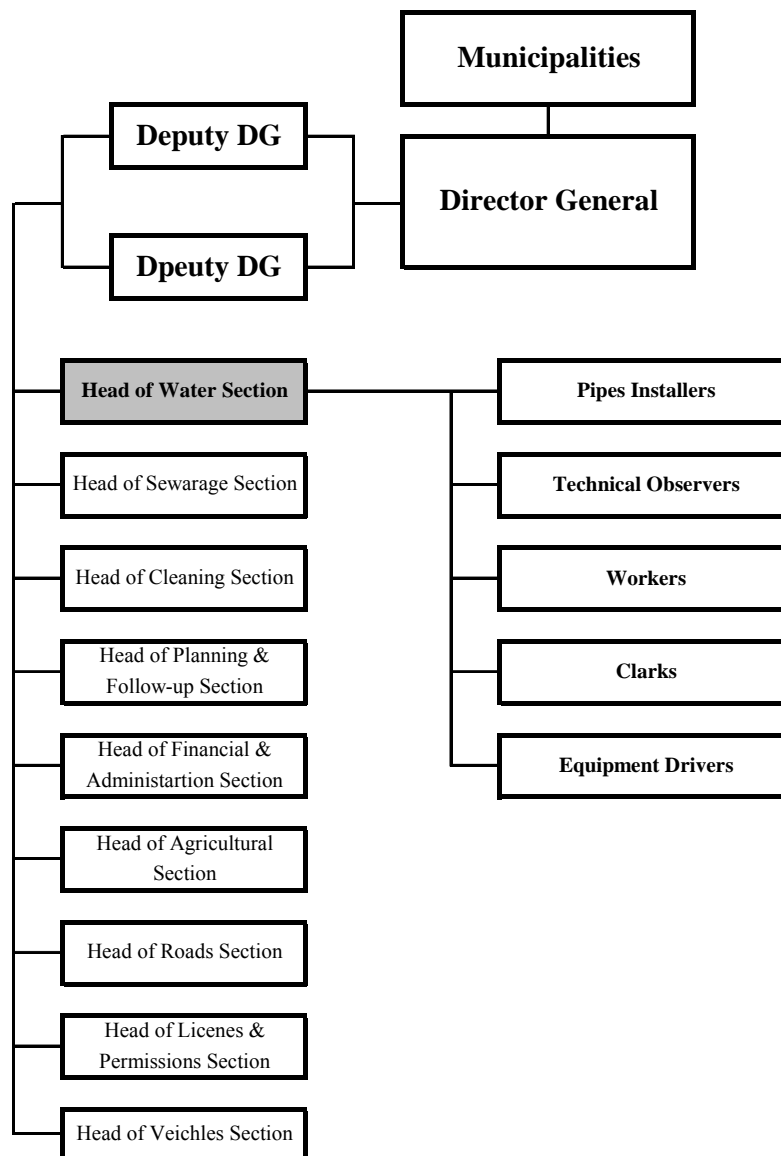 Municipalities
Deputy DG
Director General
Dpeuty DG
Head of Water Section
Pipes Installers
Head of Sewarage Section
Technical Observers
Head of Cleaning Section
Workers
Head of Planning &
Follow-up Section
Clarks
Head of Financial &
Administartion Section
Equipment Drivers
Head of Agricultural
Section
Head of Roads Section
Head of Licenes &
Permissions Section
Head of Veichles Section